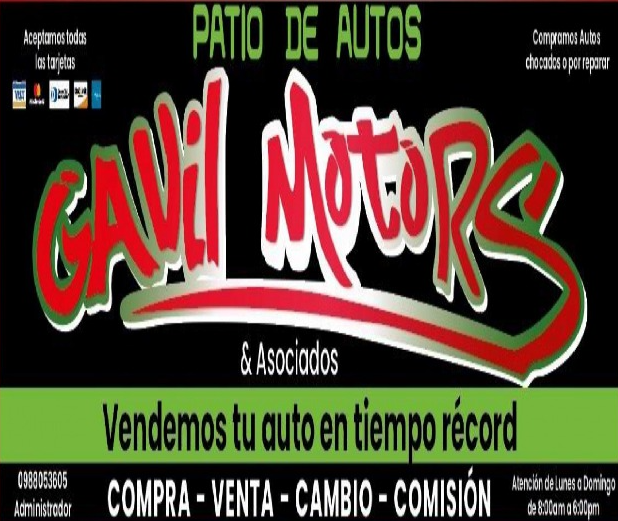 Aceptamos todas
las tarjetas
PATIO DE AUTOS
Compramos Autos
chocados o por reparar
VISA
GAVil MOTORS
& Asociados
Vendemos tu auto en tiempo récord
0988053605
Administrador
COMPRA - VENTA - CAMBIO - COMISIÓN
Atención de Lunes a Domingo
de 8:00am a 6:00pm